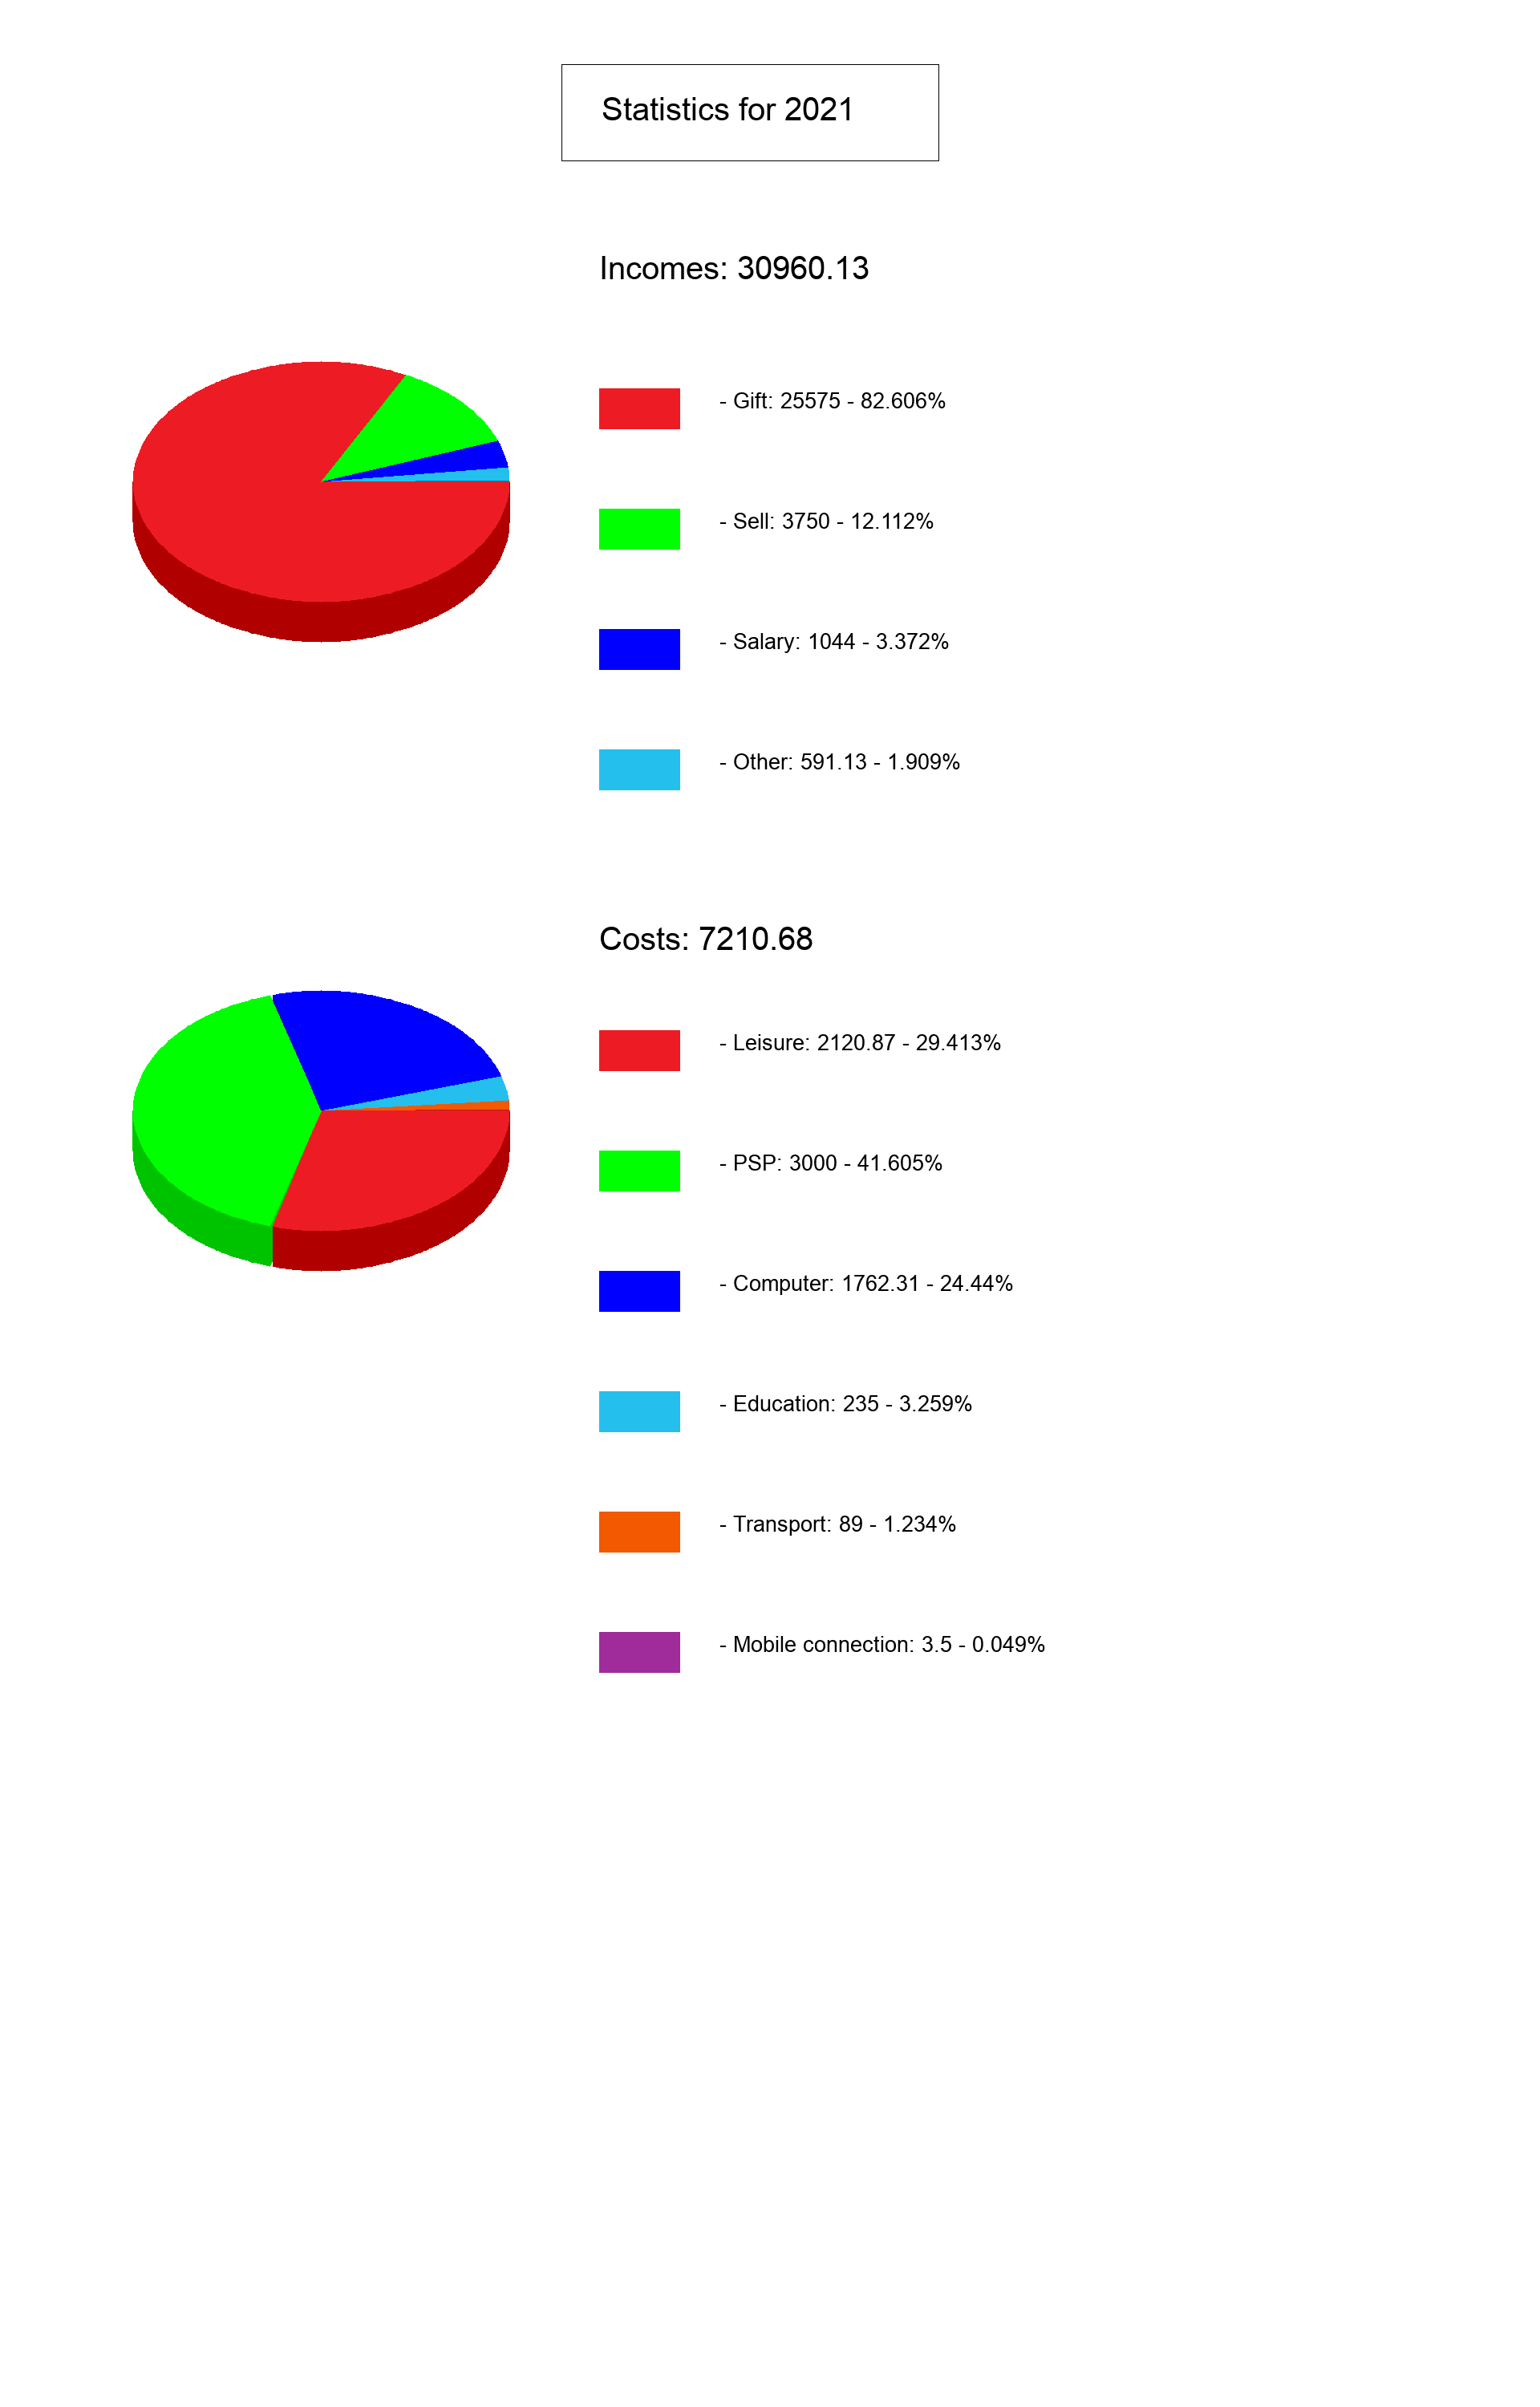 Statistics for 2021
Incomes: 30960.13
- Gift: 25575 - 82.606%
- Sell: 3750 - 12.112%
- Salary: 1044 - 3.372%
- Other: 591.13 - 1.909%
Costs: 7210.68
- Leisure: 2120.87 - 29.413%
- PSP: 3000 - 41.605%
- Computer: 1762.31 - 24.44%
- Education: 235 - 3.259%
- Transport: 89 - 1.234%
- Mobile connection: 3.5 - 0.049%